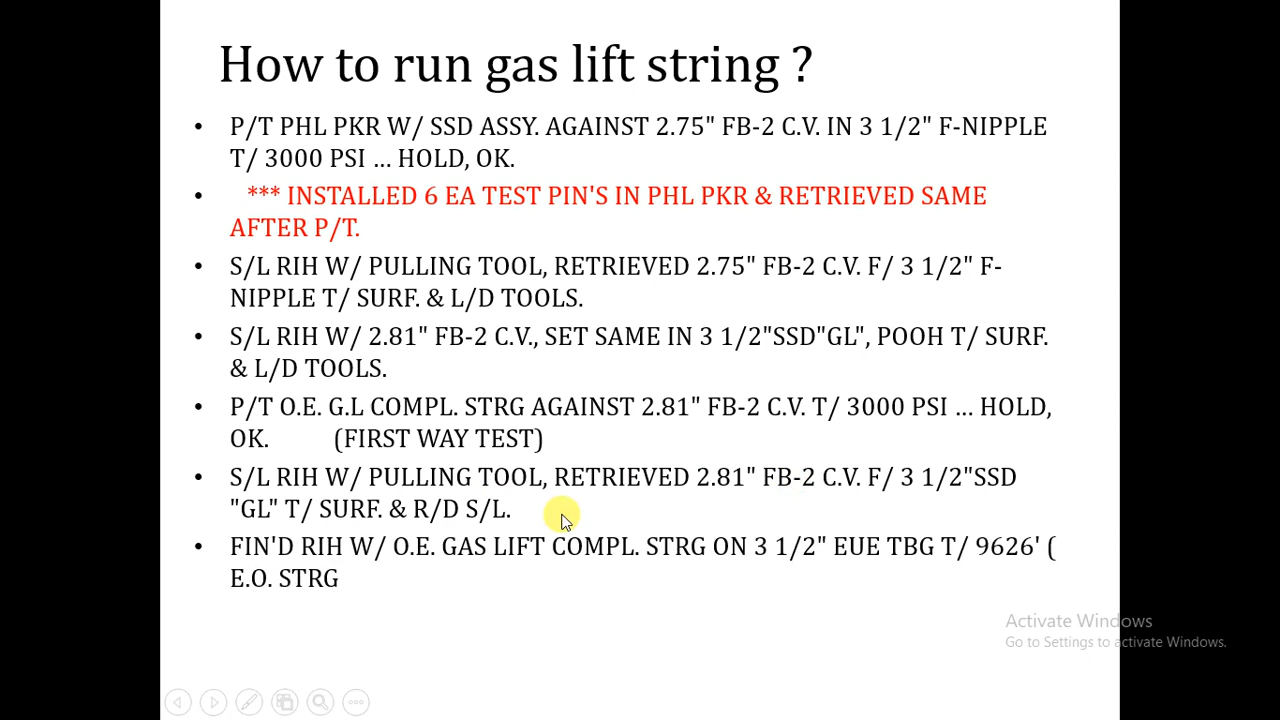 How to run gas lift string ?
• P/T PHL PKR W/ SSD ASSY. AGAINST 2.75" FB-2 C.V. IN 3 1/2" F-NIPPLE
T/ 3000 PSI ... HOLD, OK.
• *** INSTALLED 6 EA TEST PIN'S IN PHL PKR & RETRIEVED SAME
AFTER P/T.
• S/L RIH W/ PULLING TOOL, RETRIEVED 2.75" FB-2 C.V. F/ 3 1/2" F-
NIPPLE T/ SURF. & L/D TOOLS.
• S/L RIH W/ 2.81" FB-2 C.V., SET SAME IN 3 1/2"SSD"GL", POOH T/ SURF.
& L/D TOOLS.
• P/T O.E. G.L COMPL. STRG AGAINST 2.81" FB-2 C.V. T/ 3000 PSI ... HOLD,
OK. (FIRST WAY TEST)
• S/L RIH W/ PULLING TOOL, RETRIEVED 2.81" FB-2 C.V. F/ 3 1/2"SSD
"GL" T/ SURF. & R/D S/L.
• FIN'D RIH W/ O.E. GAS LIFT COMPL. STRG ON 3 1/2" EUE TBG T/ 9626' (
E.O. STRG
Activate Windows
Go to Settings to activate Windows.